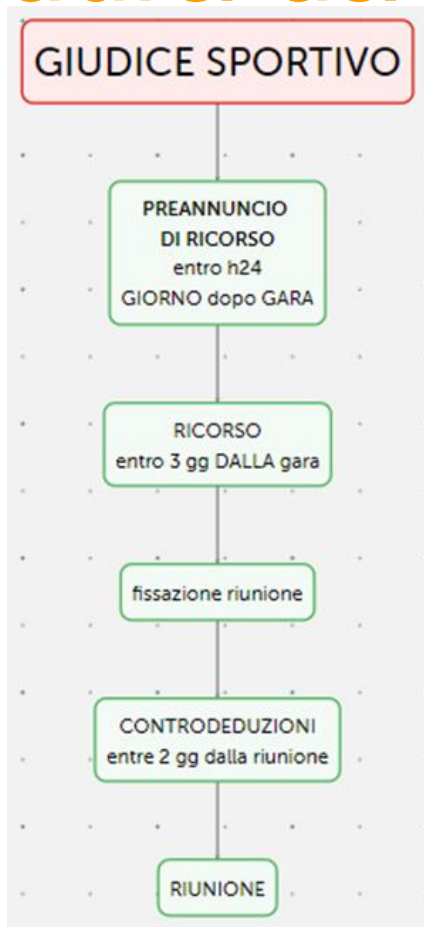 GIUDICE SPORTIVO
PREANNUNCIO
DI RICORSO
entro h24
GIORNO dopo GARA
RICORSO
entro 3 gg DALLA gara
fissazione riunione
CONTRODEDUZIONI
entre 2 gg dalla riunione
RIUNIONE